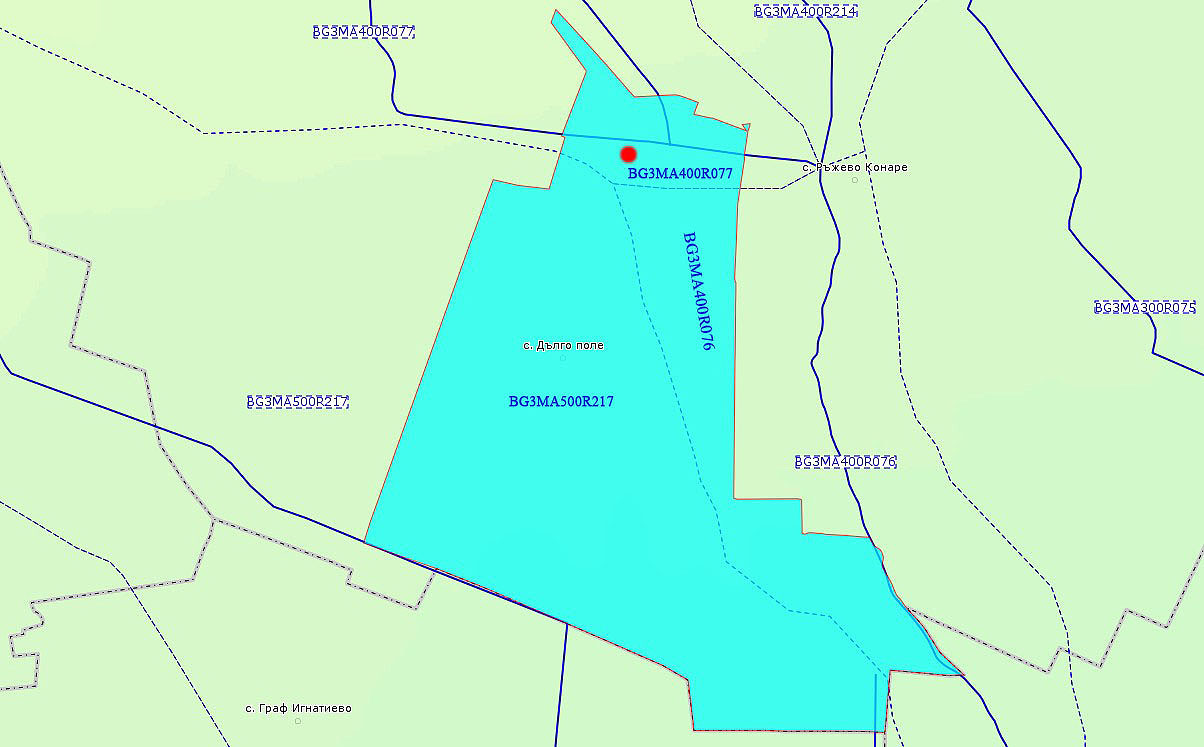 BG3MA400R214
BG3MA400R077
с. Ръжево Конаре
BG3MA400R077
BG3MA400R076
BG3MA300R075
с. Дълго поле
BG3MA500R217
BG3MA500R217
BG3MA400R076
с. Граф Игнатиево